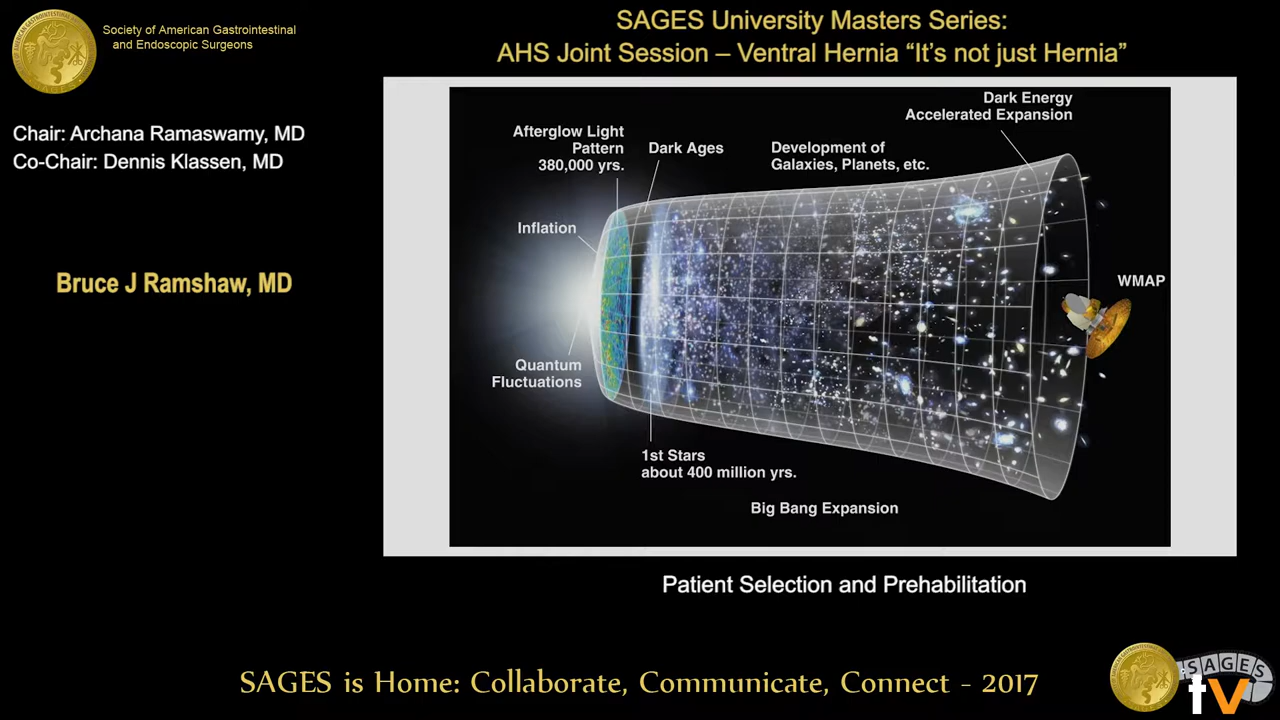 Society of American Gastrointestinal
and Endoscopic Surgeons
SAGES University Masters Series:
AHS Joint Session – Ventral Hernia “It’s not just Hernia”
Chair: Archana Ramaswamy, MD
Co-Chair: Dennis Klassen, MD
Bruce J Ramshaw, MD
Dark Energy
Accelerated Expansion
Afterglow Light
Pattern
380,000 yrs.
Dark Ages
Development of
Galaxies, Planets, etc.
Inflation
WMAP
Quantum
Fluctuations
1st Stars
about 400 million yrs.
Big Bang Expansion
Patient Selection and Prehabilitation
SAGES is Home: Collaborate, Communicate, Connect - 2017
SAGES
tv